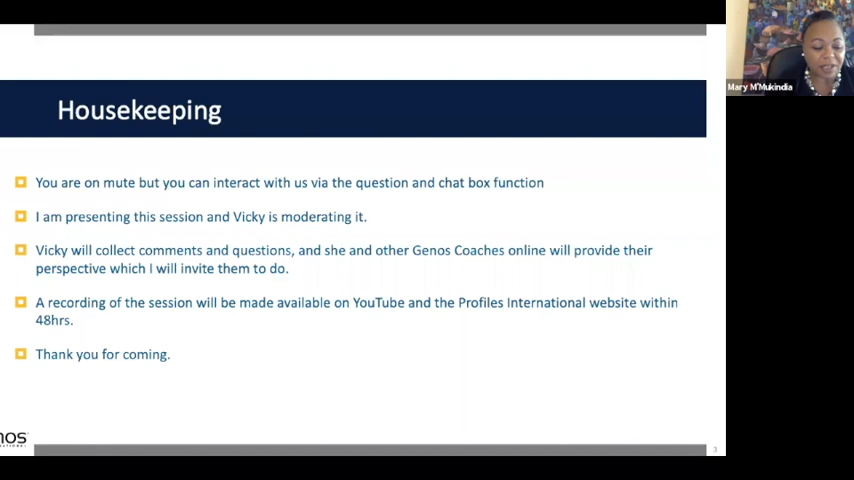 Housekeeping
Mary M'Mukindia
You are on mute but you can interact with us via the question and chat box function
I am presenting this session and Vicky is moderating it.
Vicky will collect comments and questions, and she and other Genos Coaches online will provide their
perspective which I will invite them to do.
A recording of the session will be made available on YouTube and the Profiles International website within
48hrs.
Thank you for coming.
nos
3